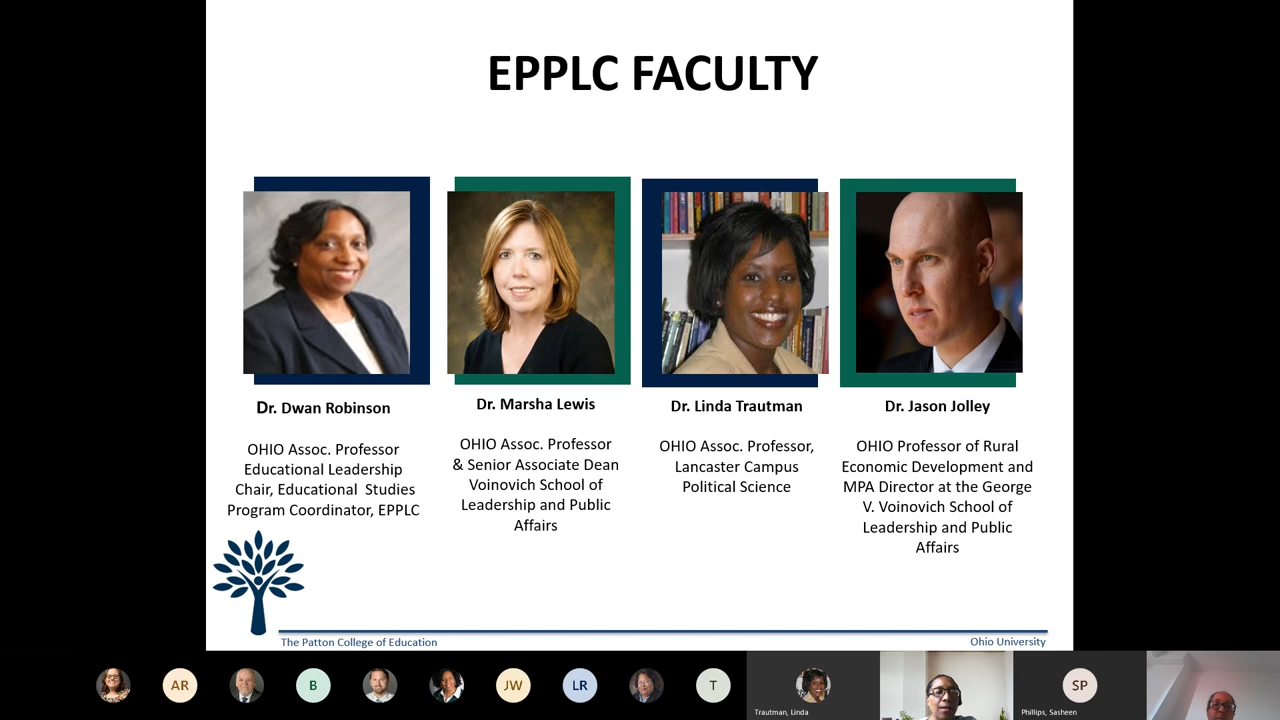 EPPLC FACULTY
Dr. Dwan Robinson
OHIO Assoc. Professor
Educational Leadership
Chair, Educational Studies
Program Coordinator, EPPLC
Dr. Marsha Lewis
OHIO Assoc. Professor
& Senior Associate Dean
Voinovich School of
Leadership and Public
Affairs
Dr. Linda Trautman
OHIO Assoc. Professor,
Lancaster Campus
Political Science
Dr. Jason Jolley
OHIO Professor of Rural
Economic Development and
MPA Director at the George
V. Voinovich School of
Leadership and Public
Affairs
The Patton College of Education
Ohio University
AR
B
JW
LR
T
Trautman, Linda
SP
Phillips, Sasheen